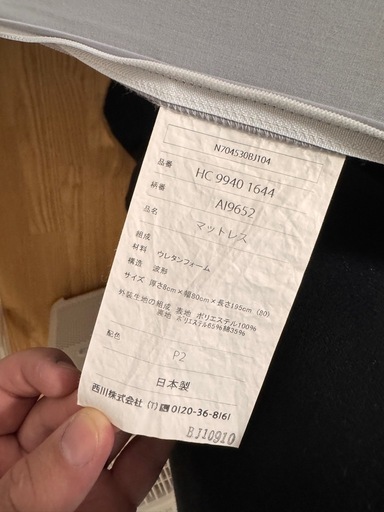 N704530BJ104
品番 HC 9940 1644
柄番 AI9652
品名 マットレス
組成
材料 ウレタンフォーム
構造 波形
サイズ 厚さ8cm×幅80cm×長さ195cm (80)
外装生地の組成 表地 ポリエステル100%
裏地 ポリエステル65%綿35%
配色 P2
日本製
西川株式会社 (T) 0120-36-8161
BJ10910